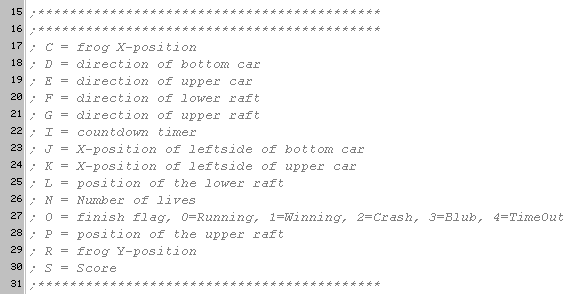 15 ;********************************************
16 ;********************************************
17 ; C = frog X-position
18 ; D = direction of bottom car
19 ; E = direction of upper car
20 ; F = direction of lower raft
21 ; G = direction of upper raft
22 ; I = countdown timer
23 ; J = X-position of leftside of bottom car
24 ; K = X-position of leftside of upper car
25 ; L = position of the lower raft
26 ; N = Number of lives
27 ; O = finish flag, 0=Running, 1=Winning, 2=Crash, 3=Blub, 4=TimeOut
28 ; P = position of the upper raft
29 ; R = frog Y-position
30 ; S = Score
31 ;********************************************